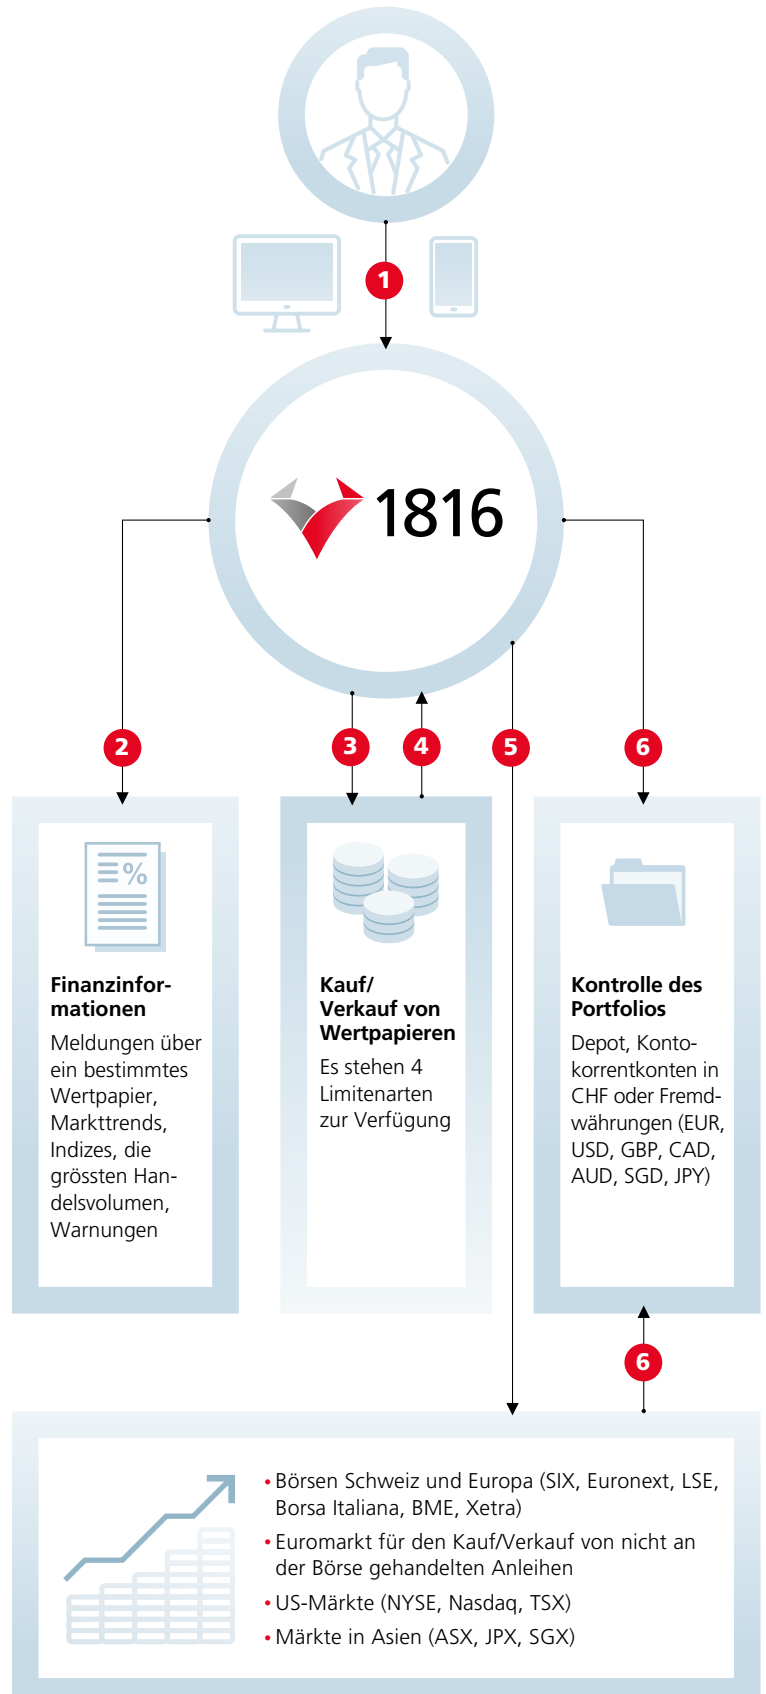 1
1816
2
3
4
5
6
Finanzinfor-
mationen
Meldungen über
ein bestimmtes
Wertpapier,
Markttrends,
Indizes, die
grössten Han-
delsvolumen,
Warnungen
Kauf/
Verkauf von
Wertpapieren
Es stehen 4
Limitenarten
zur Verfügung
Kontrolle des
Portfolios
Depot, Konto-
korrentkonten in
CHF oder Fremd-
währungen (EUR,
USD, GBP, CAD,
AUD, SGD, JPY)
6
• Börsen Schweiz und Europa (SIX, Euronext, LSE,
Borsa Italiana, BME, Xetra)
• Euromarkt für den Kauf/Verkauf von nicht an
der Börse gehandelten Anleihen
• US-Märkte (NYSE, Nasdaq, TSX)
• Märkte in Asien (ASX, JPX, SGX)
%